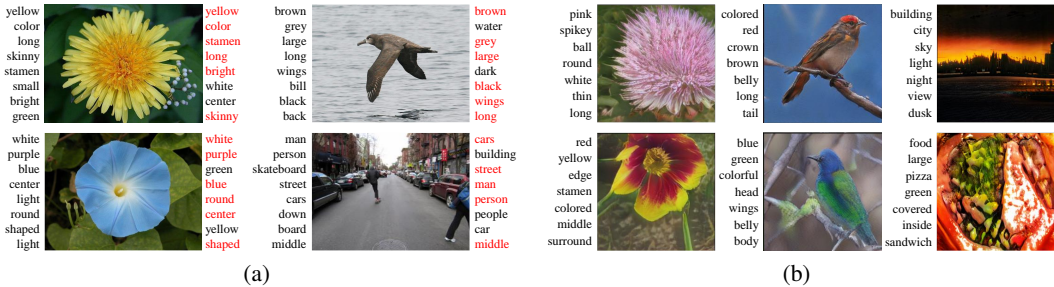 yellow
color
long
skinny
stamen
small
bright
green
yellow
color
stamen
long
bright
white
center
skinny
brown
grey
large
long
wings
bill
black
back
brown
water
grey
large
dark
black
wings
long
white
purple
blue
center
light
round
shaped
light
white
purple
green
blue
round
center
yellow
shaped
man
person
skateboard
street
cars
down
board
middle
cars
building
street
man
person
people
car
middle
(a)
pink
spikey
ball
round
white
thin
long
colored
red
crown
brown
belly
long
tail
building
city
sky
light
night
view
dusk
red
yellow
edge
stamen
colored
middle
surround
blue
green
colorful
head
wings
belly
body
food
large
pizza
green
covered
inside
sandwich
(b)